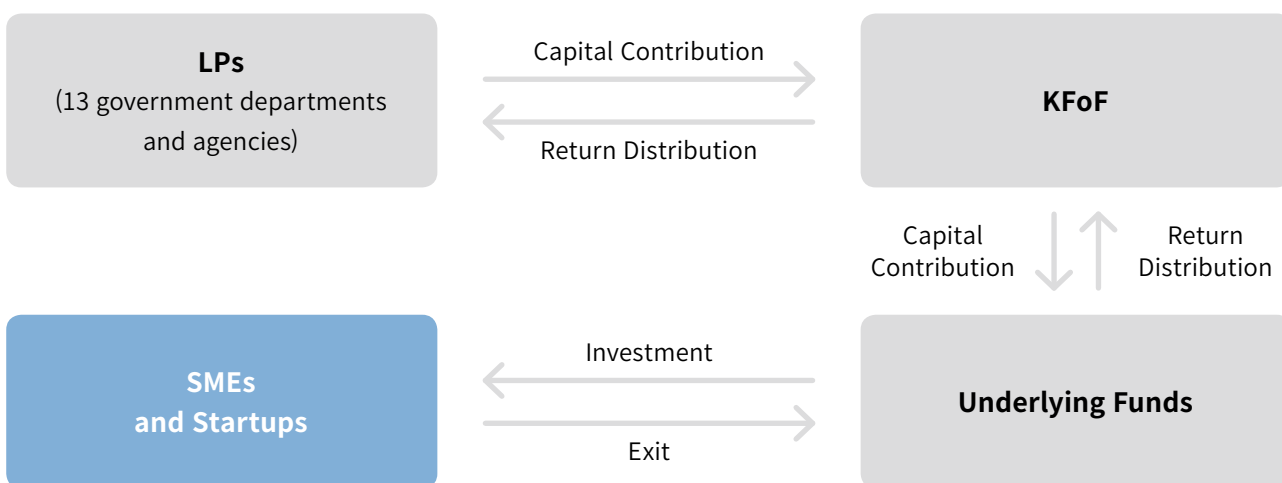 LPs
(13 government departments
and agencies)
Capital Contribution
Return Distribution
KFoF
Capital
Contribution
Return
Distribution
SMEs
and Startups
Investment
Exit
Underlying Funds